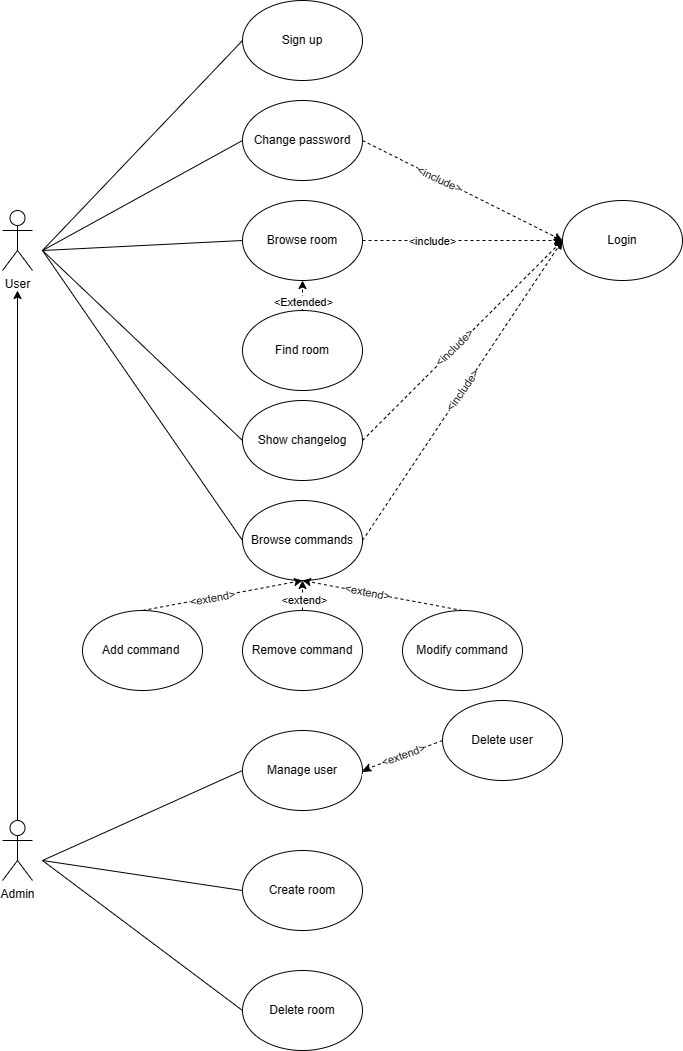 Sign up
Change password
<include>
Browse room
<include>
Login
User
<Extended>
Find room
<include>
Show changelog
<include>
Browse commands
<extend>
<extend>
<extend>
Add command
Remove command
Modify command
Delete user
<extend>
Manage user
Admin
Create room
Delete room